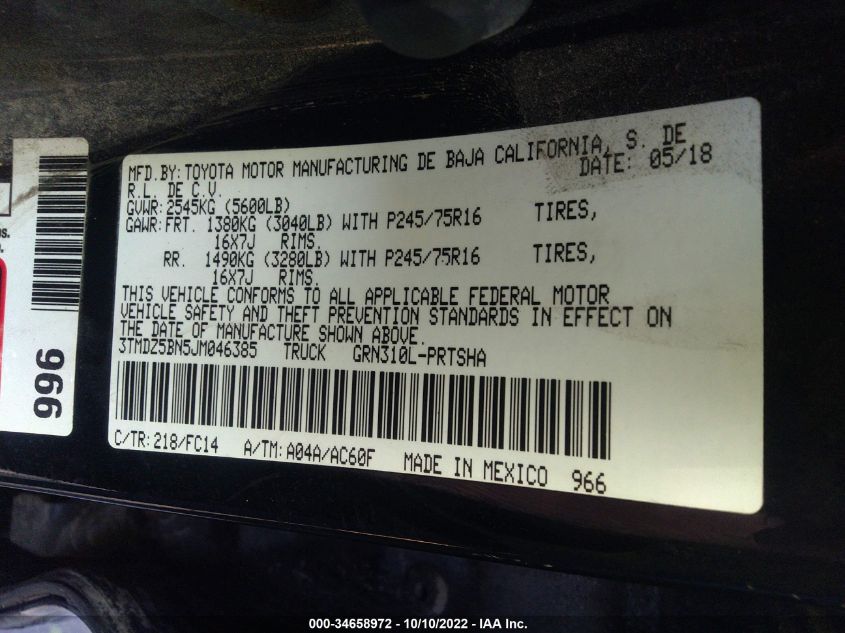 MFD.BY:TOYOTA MOTOR MANUFACTURING DE BAJA CALIFORNIA, S. DE
R.L. DE C.V. DATE: 05/18
GVWR:2545KG (5600LB)
GAWR:FRT. 1380KG (3040LB) WITH P245/75R16 TIRES,
16X7J RIMS.
RR. 1490KG (3280LB) WITH P245/75R16 TIRES,
16X7J RIMS.
THIS VEHICLE CONFORMS TO ALL APPLICABLE FEDERAL MOTOR
VEHICLE SAFETY AND THEFT PREVENTION STANDARDS IN EFFECT ON
THE DATE OF MANUFACTURE SHOWN ABOVE.
3TMDZ5BN5JM046385 TRUCK GRN310L-PRTSHA
C/TR:218/FC14 A/TM:A04A/AC60F MADE IN MEXICO 966
966
000-34658972 - 10/10/2022 - IAA Inc.